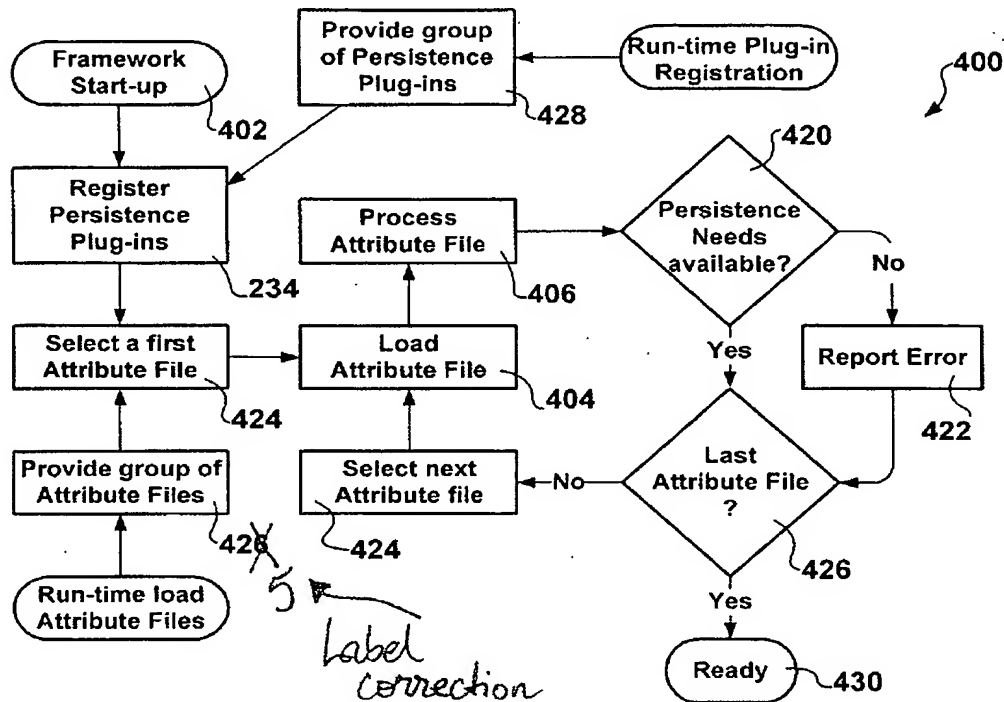 Framework
Start-up
402
Provide group
of Persistence
Plug-ins
428
Run-time Plug-in
Registration
400
Register
Persistence
Plug-ins
234
Process
Attribute File
406
420
Persistence
Needs
available?
No
Yes
Select a first
Attribute File
424
Load
Attribute File
404
Report Error
422
Provide group of
Attribute Files
426
5
Select next
Attribute file
424
No
Last
Attribute File
?
426
Run-time load
Attribute Files
Label
correction
Yes
Ready
430